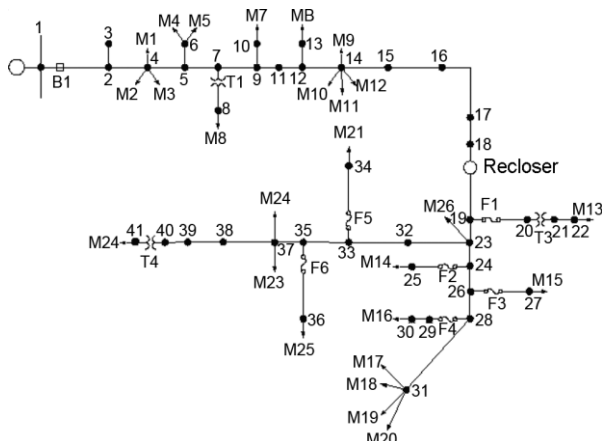 M4 M5 M7 MB
1 3 M1 6 10 13 M9
4 7 14 15 16
B1 2 5 T1 9 11 12
M2 M3 8 M10 M12
M11
M8 M21 17
18
34 Recloser
M24 M26 F1 M13
F5 19
41 40 39 38 35 32 20 T3 21 22
M24 37 33 23
T4 F6 M14 24
M23 25 F2 M15
26 F3 27
36 M16
30 29 F4 28
M25
M17
M18 31
M19
M20